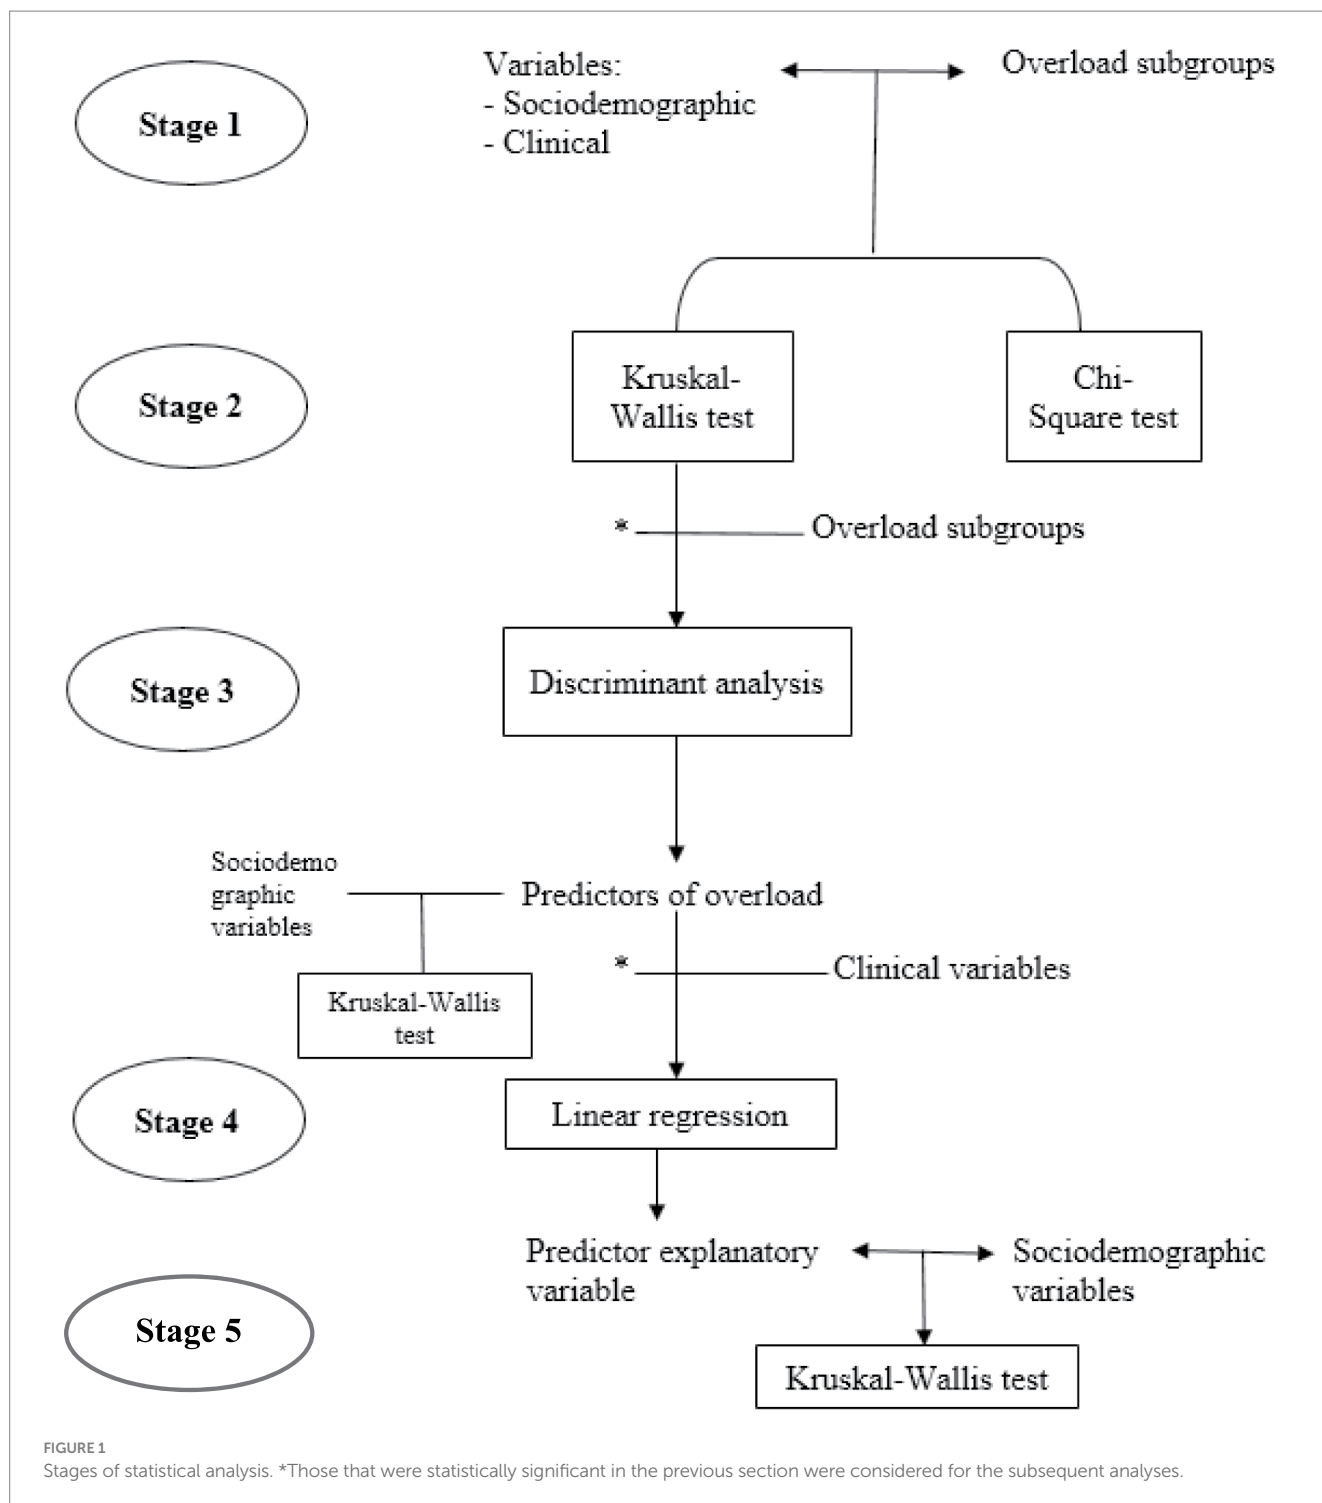 Stage 1
Variables:
- Sociodemographic
- Clinical
Overload subgroups
Stage 2
Kruskal-
Wallis test
Chi-
Square test
*
Overload subgroups
Stage 3
Discriminant analysis
Sociodemo
graphic
variables
Predictors of overload
*
Clinical variables
Kruskal-Wallis
test
Stage 4
Linear regression
Predictor explanatory
variable
Sociodemographic
variables
Stage 5
Kruskal-Wallis test
FIGURE 1
Stages of statistical analysis. *Those that were statistically significant in the previous section were considered for the subsequent analyses.